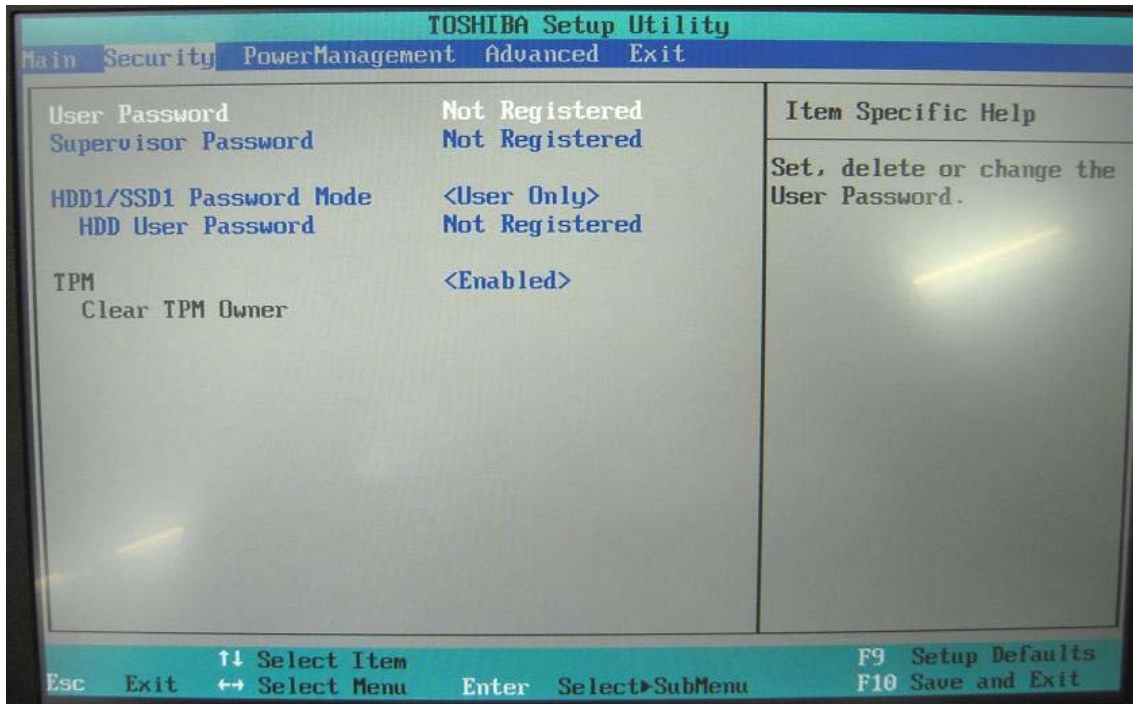 TOSHIBA Setup Utility
Main Security PowerManagement Advanced Exit
User Password Not Registered
Supervisor Password Not Registered
HDD1/SSD1 Password Mode <User Only>
HDD User Password Not Registered
TPM <Enabled>
Clear TPM Owner
Item Specific Help
Set, delete or change the
User Password.
↑↓ Select Item F9 Setup Defaults
Esc Exit ←→ Select Menu Enter Select▶SubMenu F10 Save and Exit